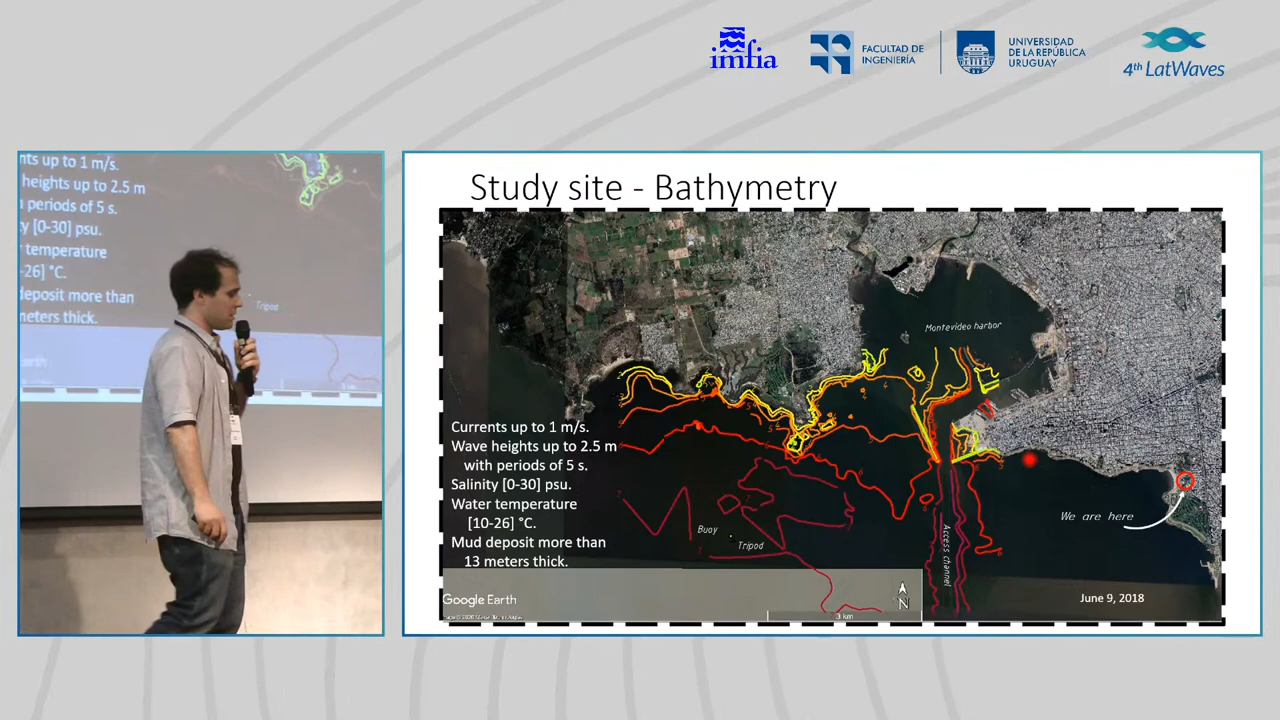 imfia
FACULTAD DE
INGENIERÍA
UNIVERSIDAD
DE LA REPÚBLICA
URUGUAY
4th LatWaves
nts up to 1 m/s.
heights up to 2.5 m
periods of 5 s.
y [0-30] psu.
temperature
-26] °C.
deposit more than
meters thick.
Tripod
Earth
Study site - Bathymetry
Montevideo harbor
Currents up to 1 m/s.
Wave heights up to 2.5 m
with periods of 5 s.
Salinity [0-30] psu.
Water temperature
[10-26] °C.
Mud deposit more than
13 meters thick.
Buoy
Tripod
Access channel
We are here
Google Earth
N
3 km
June 9, 2018